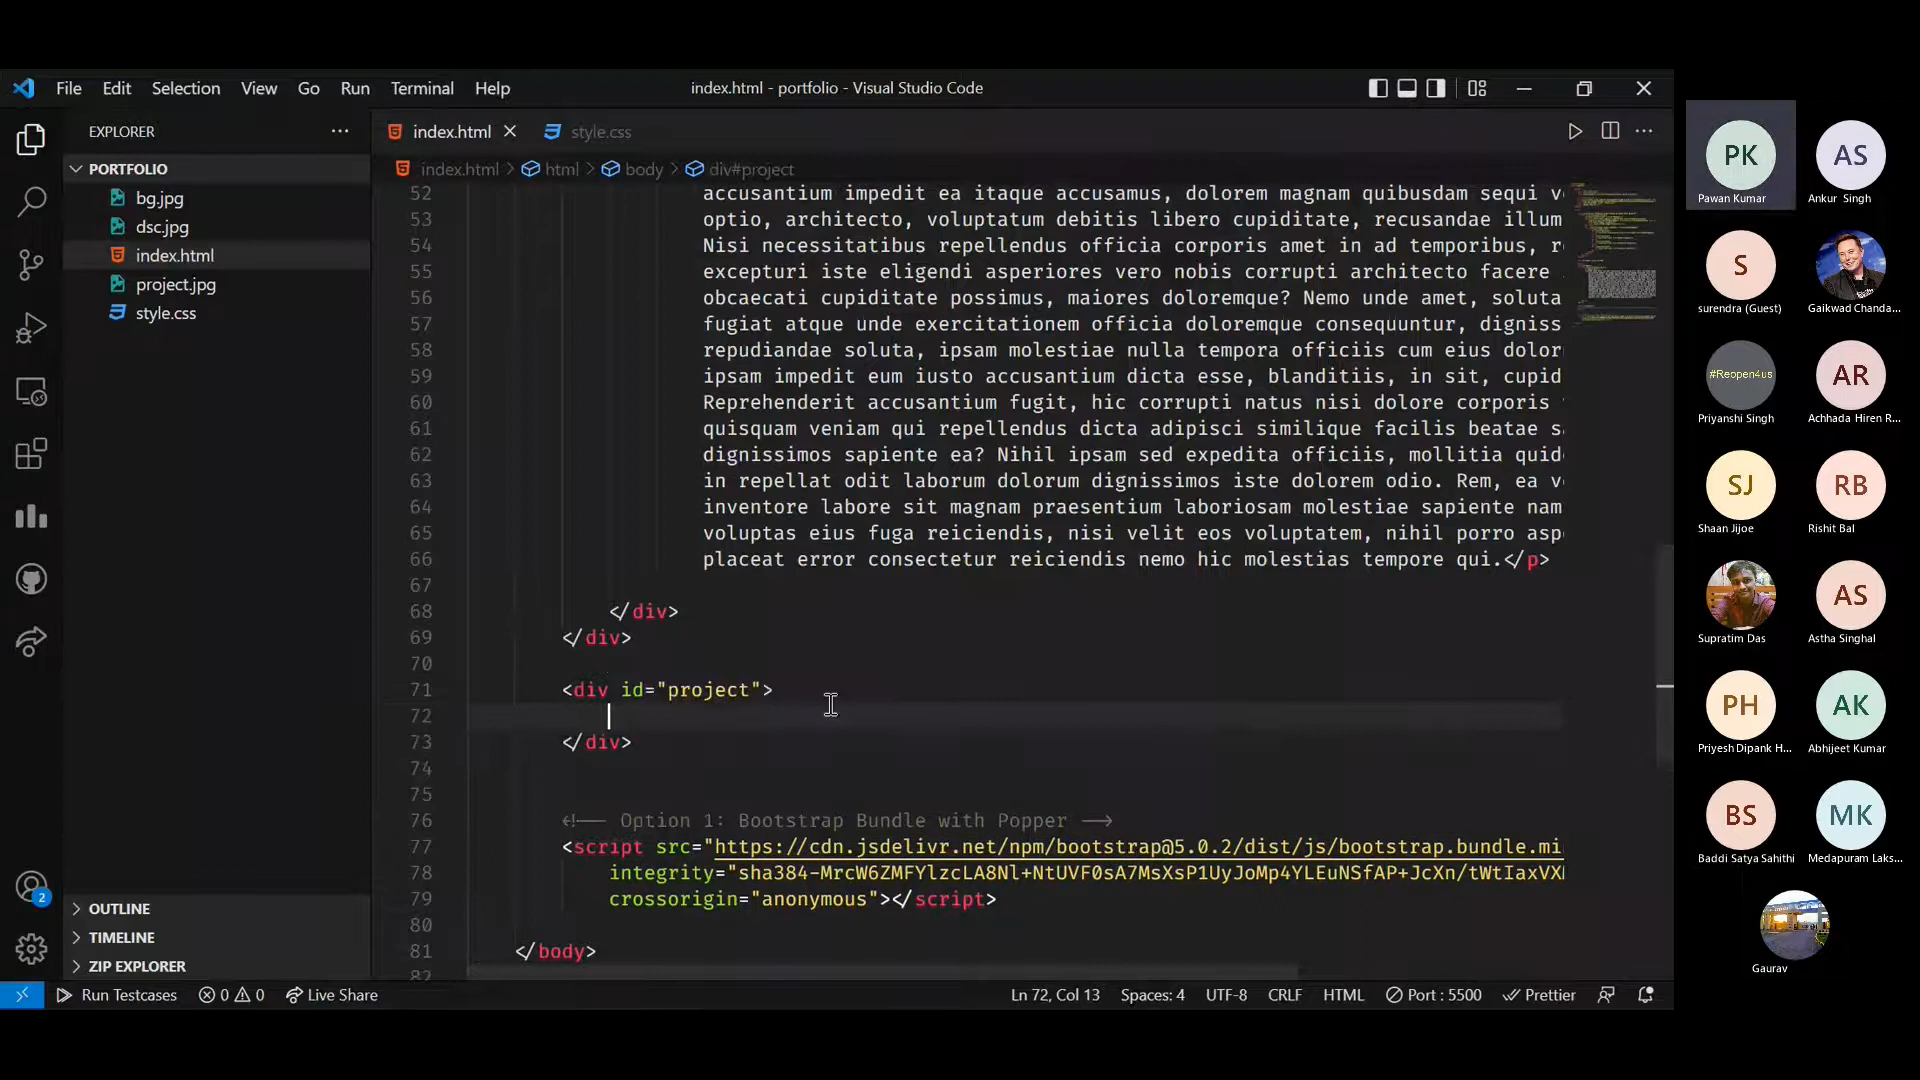 File Edit Selection View Go Run Terminal Help
index.html - portfolio - Visual Studio Code
EXPLORER
PORTFOLIO
bg.jpg
dsc.jpg
index.html
project.jpg
style.css
OUTLINE
TIMELINE
ZIP EXPLORER
2
index.html
style.css
index.html > html > body > div#project
52 accusantium impedit ea itaque accusamus, dolorem magnam quibusdam sequi v
53 optio, architecto, voluptatum debitis libero cupiditate, recusandae illum
54 Nisi necessitatibus repellendus officia corporis amet in ad temporibus, r
55 excepturi iste eligendi asperiores vero nobis corrupti architecto facere
56 obcaecati cupiditate possimus, maiores doloremque? Nemo unde amet, soluta
57 fugiat atque unde exercitationem officia doloremque consequuntur, digniss
58 repudiandae soluta, ipsam molestiae nulla tempora officiis cum eius dolor
59 ipsam impedit eum iusto accusantium dicta esse, blanditiis, in sit, cupid
60 Reprehenderit accusantium fugit, hic corrupti natus nisi dolore corporis
61 quisquam veniam qui repellendus dicta adipisci similique facilis beatae s
62 dignissimos sapiente ea? Nihil ipsam sed expedita officiis, mollitia quid
63 in repellat odit laborum dolorum dignissimos iste dolorem odio. Rem, ea v
64 inventore labore sit magnam praesentium laboriosam molestiae sapiente nam
65 voluptas eius fuga reiciendis, nisi velit eos voluptatem, nihil porro asp
66 placeat error consectetur reiciendis nemo hic molestias tempore qui.</p>
67
68 </div>
69 </div>
70
71 <div id="project">
72
73 </div>
74
75
76 <!-- Option 1: Bootstrap Bundle with Popper -->
77 <script src="https://cdn.jsdelivr.net/npm/bootstrap@5.0.2/dist/js/bootstrap.bundle.mi
78 integrity="sha384-MrcW6ZMFYlzcLA8Nl+NtUVF0sA7MsXsP1UyJoMp4YLEuNSfAP+JcXn/tWtIaxVX
79 crossorigin="anonymous"></script>
80
81 </body>
82
Run Testcases 0 0 Live Share
Ln 72, Col 13 Spaces: 4 UTF-8 CRLF HTML Port : 5500 Prettier
PK AS
Pawan Kumar Ankur Singh
S
surendra (Guest) Gaikwad Chanda...
#Reopen4us AR
Priyanshi Singh Achhada Hiren R...
SJ RB
Shaan Jijoe Rishit Bal
AS
Supratim Das Astha Singhal
PH AK
Priyesh Dipank H... Abhijeet Kumar
BS MK
Baddi Satya Sahithi Medapuram Laks...
Gaurav